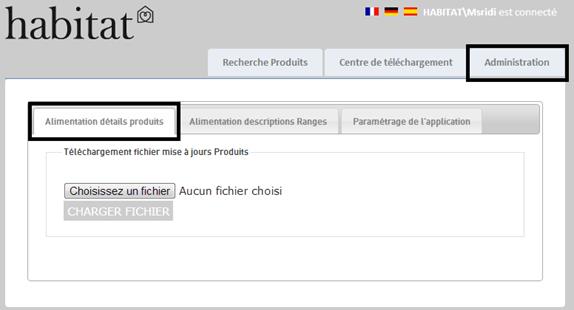 habitat
HABITAT\Msridi est connecté
Recherche Produits
Centre de téléchargement
Administration
Alimentation détails produits
Alimentation descriptions Ranges
Paramétrage de l'application
Téléchargement fichier mise à jours Produits
Choisissez un fichier Aucun fichier choisi
CHARGER FICHIER